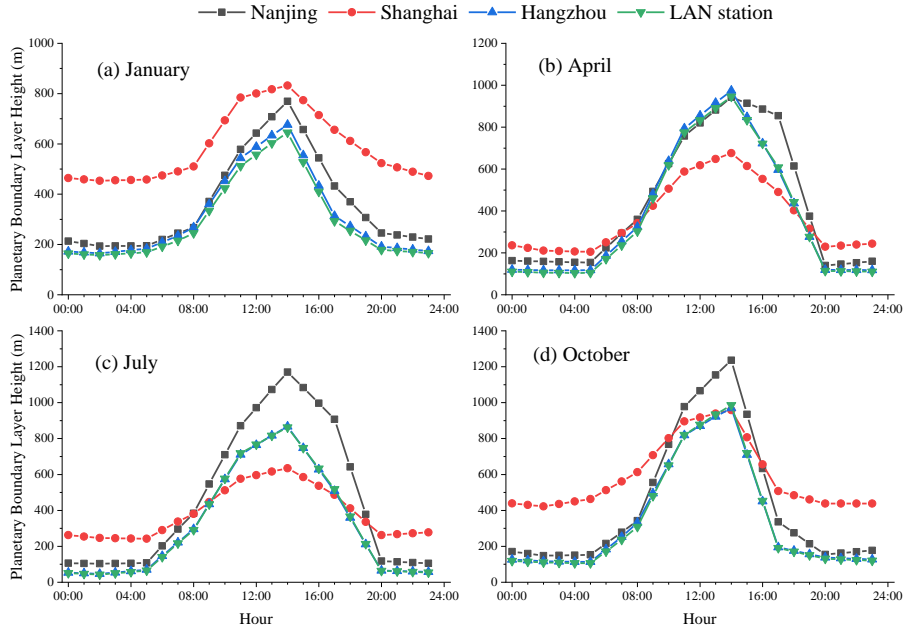 Nanjing Shanghai Hangzhou LAN station
(a) January
Planetary Boundary Layer Height (m)
1000
800
600
400
200
0
00:00 04:00 08:00 12:00 16:00 20:00 24:00
(b) April
1200
1000
800
600
400
200
0
00:00 04:00 08:00 12:00 16:00 20:00 24:00
(c) July
Planetary Boundary Layer Height (m)
1400
1200
1000
800
600
400
200
0
00:00 04:00 08:00 12:00 16:00 20:00 24:00
Hour
(d) October
1400
1200
1000
800
600
400
200
0
00:00 04:00 08:00 12:00 16:00 20:00 24:00
Hour